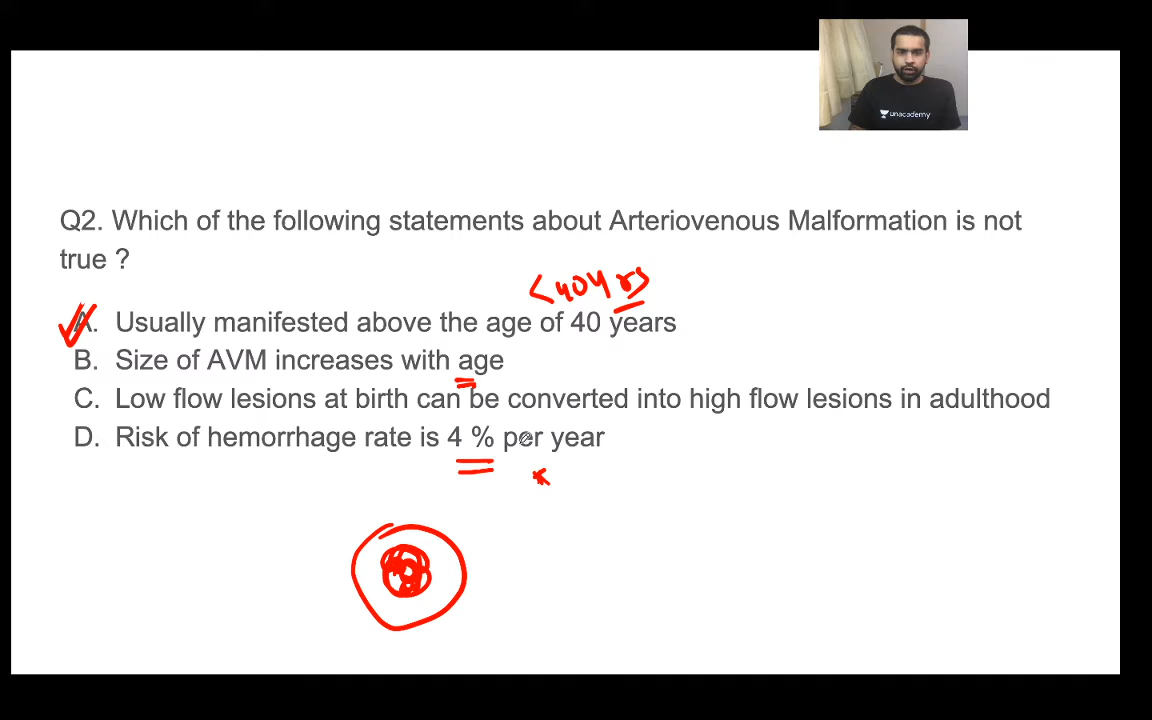 unacademy
Q2. Which of the following statements about Arteriovenous Malformation is not
true ?
<40Yrs
A. Usually manifested above the age of 40 years
B. Size of AVM increases with age
C. Low flow lesions at birth can be converted into high flow lesions in adulthood
D. Risk of hemorrhage rate is 4 % per year